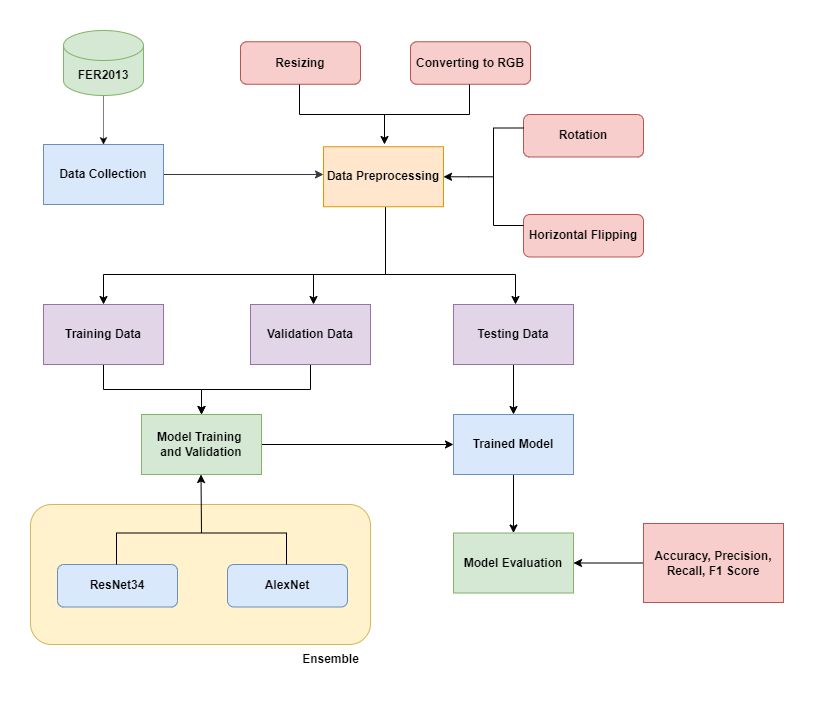 FER2013
Resizing
Converting to RGB
Data Collection
Data Preprocessing
Rotation
Horizontal Flipping
Training Data
Validation Data
Testing Data
Model Training
and Validation
Trained Model
ResNet34
AlexNet
Ensemble
Model Evaluation
Accuracy, Precision,
Recall, F1 Score